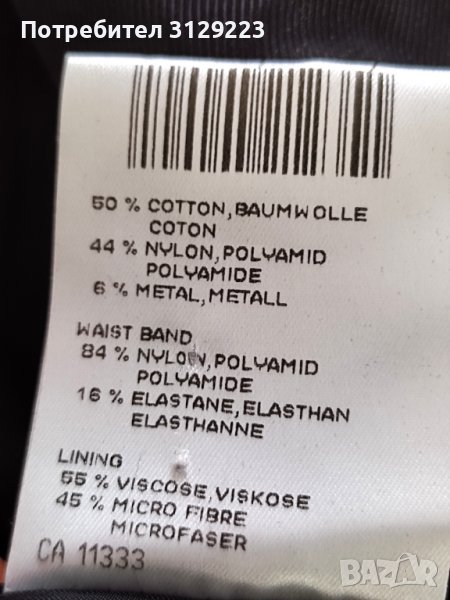 Потребител 3129223
50 % COTTON, BAUMWOLLE
COTON
44 % NYLON, POLYAMID
POLYAMIDE
6 % METAL, METALL
WAIST BAND
84 % NYLON, POLYAMID
POLYAMIDE
16 % ELASTANE, ELASTHAN
ELASTHANNE
LINING
55 % VISCOSE, VISKOSE
45 % MICRO FIBRE
MICROFASER
CA 11333
BAZAR